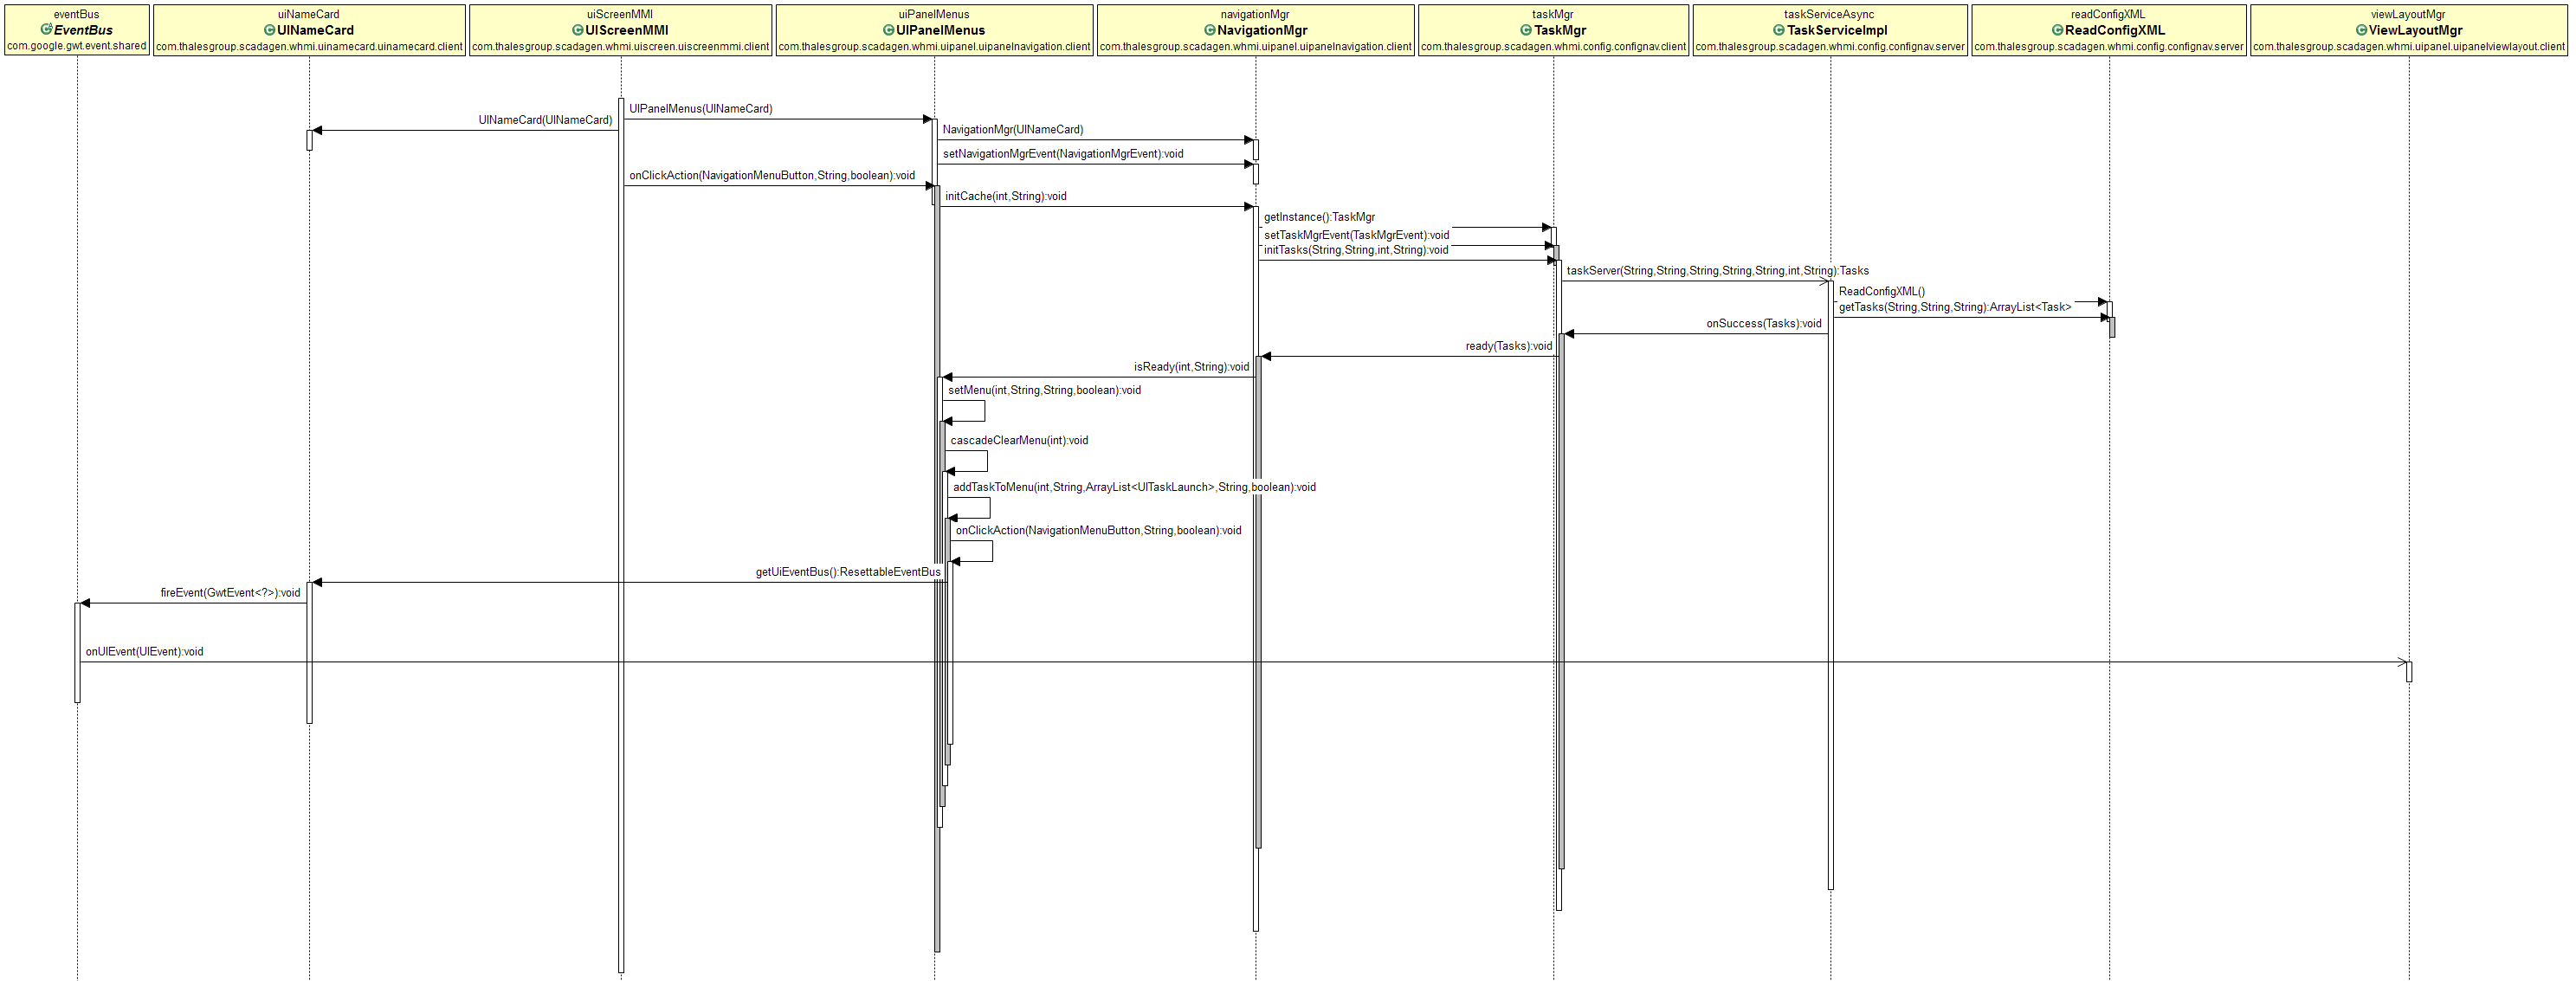 eventBus
EventBus
com.google.gwt.event.shared
uiNameCard
UINameCard
com.thalesgroup.scadagen.whmi.uinamecard.uinamecard.client
uiScreenMMI
UIScreenMMI
com.thalesgroup.scadagen.whmi.uiscreen.uiscreenmmi.client
uiPanelMenus
UIPanelMenus
com.thalesgroup.scadagen.whmi.uipanel.uipanelnavigation.client
navigationMgr
NavigationMgr
com.thalesgroup.scadagen.whmi.uipanel.uipanelnavigation.client
taskMgr
TaskMgr
com.thalesgroup.scadagen.whmi.config.confignav.client
taskServiceAsync
TaskServiceImpl
com.thalesgroup.scadagen.whmi.config.confignav.server
readConfigXML
ReadConfigXML
com.thalesgroup.scadagen.whmi.config.confignav.server
viewLayoutMgr
ViewLayoutMgr
com.thalesgroup.scadagen.whmi.uipanel.uipanelviewlayout.client
UIPanelMenus(UINameCard)
UINameCard(UINameCard)
NavigationMgr(UINameCard)
setNavigationMgrEvent(NavigationMgrEvent):void
onClickAction(NavigationMenuButton,String,boolean):void
initCache(int,String):void
getInstance():TaskMgr
setTaskMgrEvent(TaskMgrEvent):void
initTasks(String,String,int,String):void
taskServer(String,String,String,String,String,int,String):Tasks
ReadConfigXML()
getTasks(String,String,String):ArrayList<Task>
onSuccess(Tasks):void
ready(Tasks):void
isReady(int,String):void
setMenu(int,String,String,boolean):void
cascadeClearMenu(int):void
addTaskToMenu(int,String,ArrayList<UITaskLaunch>,String,boolean):void
onClickAction(NavigationMenuButton,String,boolean):void
getUiEventBus():ResettableEventBus
fireEvent(GwtEvent<?>):void
onUIEvent(UIEvent):void